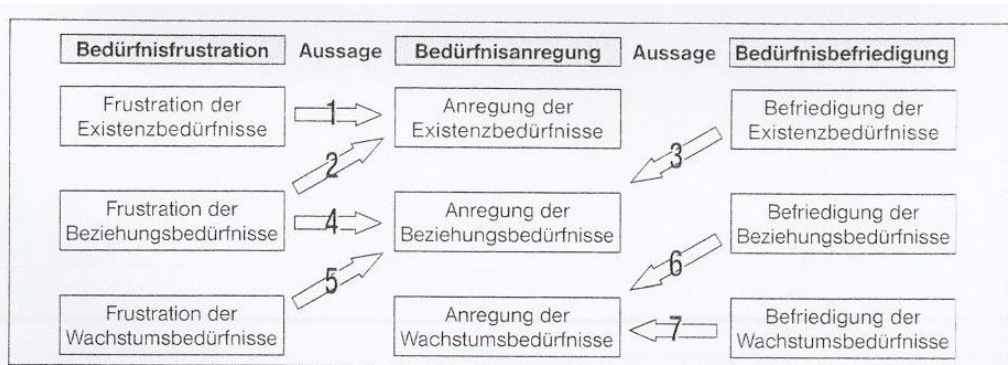 Bedürfnisfrustration Aussage Bedürfnisanregung Aussage Bedürfnisbefriedigung
Frustration der
Existenzbedürfnisse
1
Anregung der
Existenzbedürfnisse
Befriedigung der
Existenzbedürfnisse
2
3
Frustration der
Beziehungsbedürfnisse
4
Anregung der
Beziehungsbedürfnisse
Befriedigung der
Beziehungsbedürfnisse
5
6
Frustration der
Wachstumsbedürfnisse
Anregung der
Wachstumsbedürfnisse
7
Befriedigung der
Wachstumsbedürfnisse